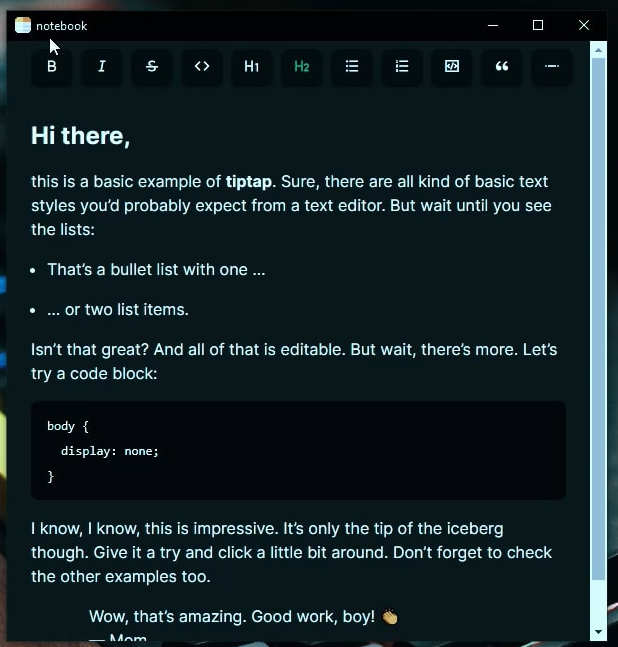 notebook
B I S <> H1 H2
Hi there,
this is a basic example of tiptap. Sure, there are all kind of basic text
styles you’d probably expect from a text editor. But wait until you see
the lists:
• That’s a bullet list with one …
• … or two list items.
Isn’t that great? And all of that is editable. But wait, there’s more. Let’s
try a code block:
body {
  display: none;
}
I know, I know, this is impressive. It’s only the tip of the iceberg
though. Give it a try and click a little bit around. Don’t forget to check
the other examples too.
Wow, that’s amazing. Good work, boy! 👏
— Mom